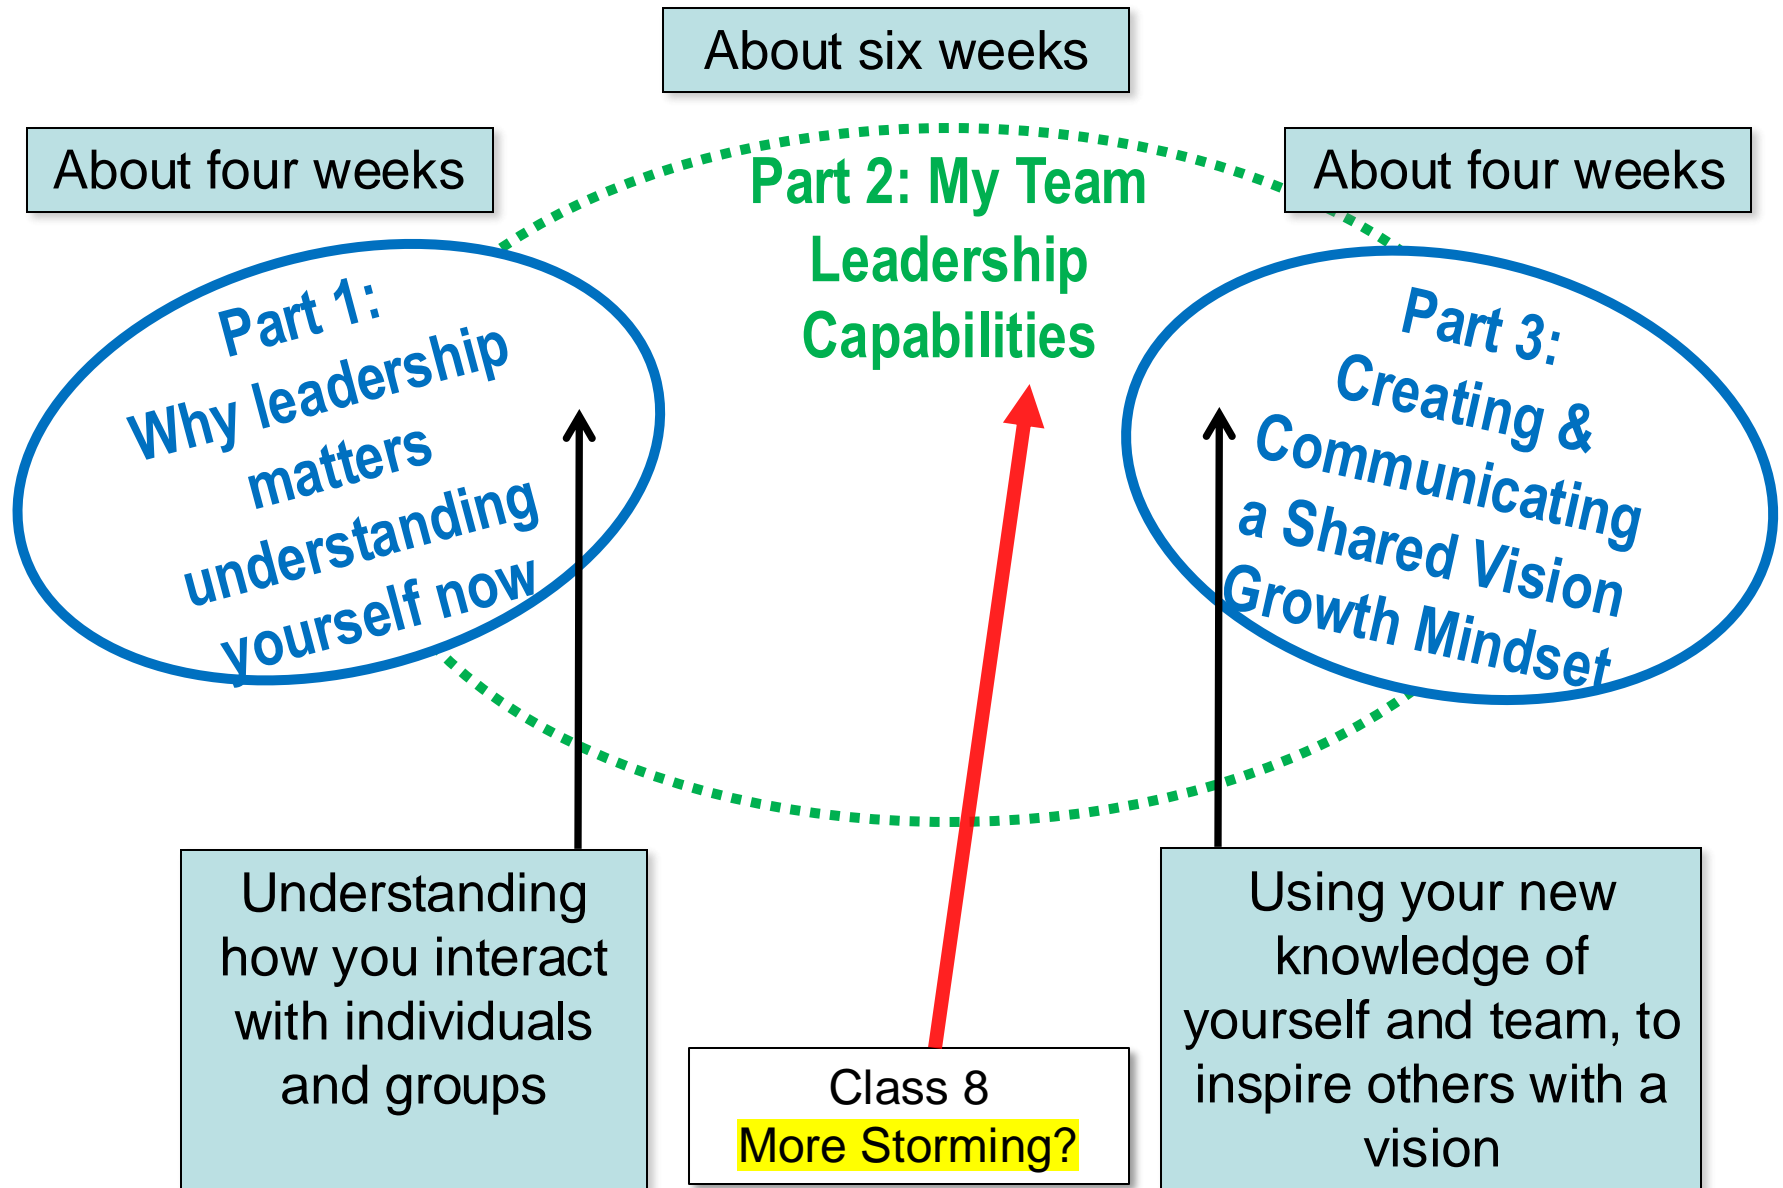 About six weeks
About four weeks
About four weeks
Part 2: My Team
Leadership
Capabilities
Part 1:
Why leadership
matters
understanding
yourself now
Part 3:
Creating &
Communicating
a Shared Vision
Growth Mindset
Understanding
how you interact
with individuals
and groups
Class 8
More Storming?
Using your new
knowledge of
yourself and team, to
inspire others with a
vision